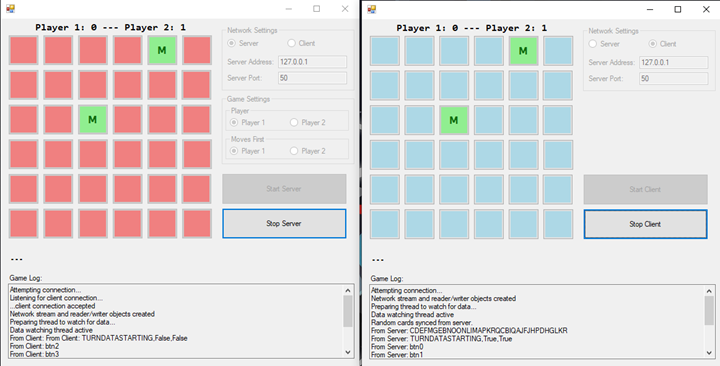 Player 1: 0 --- Player 2: 1
M
M
Network Settings
Server Client
Server Address: 127.0.0.1
Server Port: 50
Game Settings
Player
Player 1 Player 2
Moves First
Player 1 Player 2
Start Server
Stop Server
---
Game Log:
Attempting connection...
Listening for client connection...
...client connection accepted
Network stream and reader/writer objects created
Preparing thread to watch for data...
Data watching thread active
From Client: From Client: TURNDATASTARTING,False,False
From Client: btn2
From Client: btn3
Player 1: 0 --- Player 2: 1
M
M
Network Settings
Server Client
Server Address: 127.0.0.1
Server Port: 50
Start Client
Stop Client
---
Game Log:
Attempting connection...
Network stream and reader/writer objects created
Preparing thread to watch for data...
Data watching thread active
Random cards synced from server.
From Server: CDEFMGEBNOONLIMAPKRQCBIQAJFJHPDHGLKR
From Server: TURNDATASTARTING,True,True
From Server: btn0
From Server: btn1